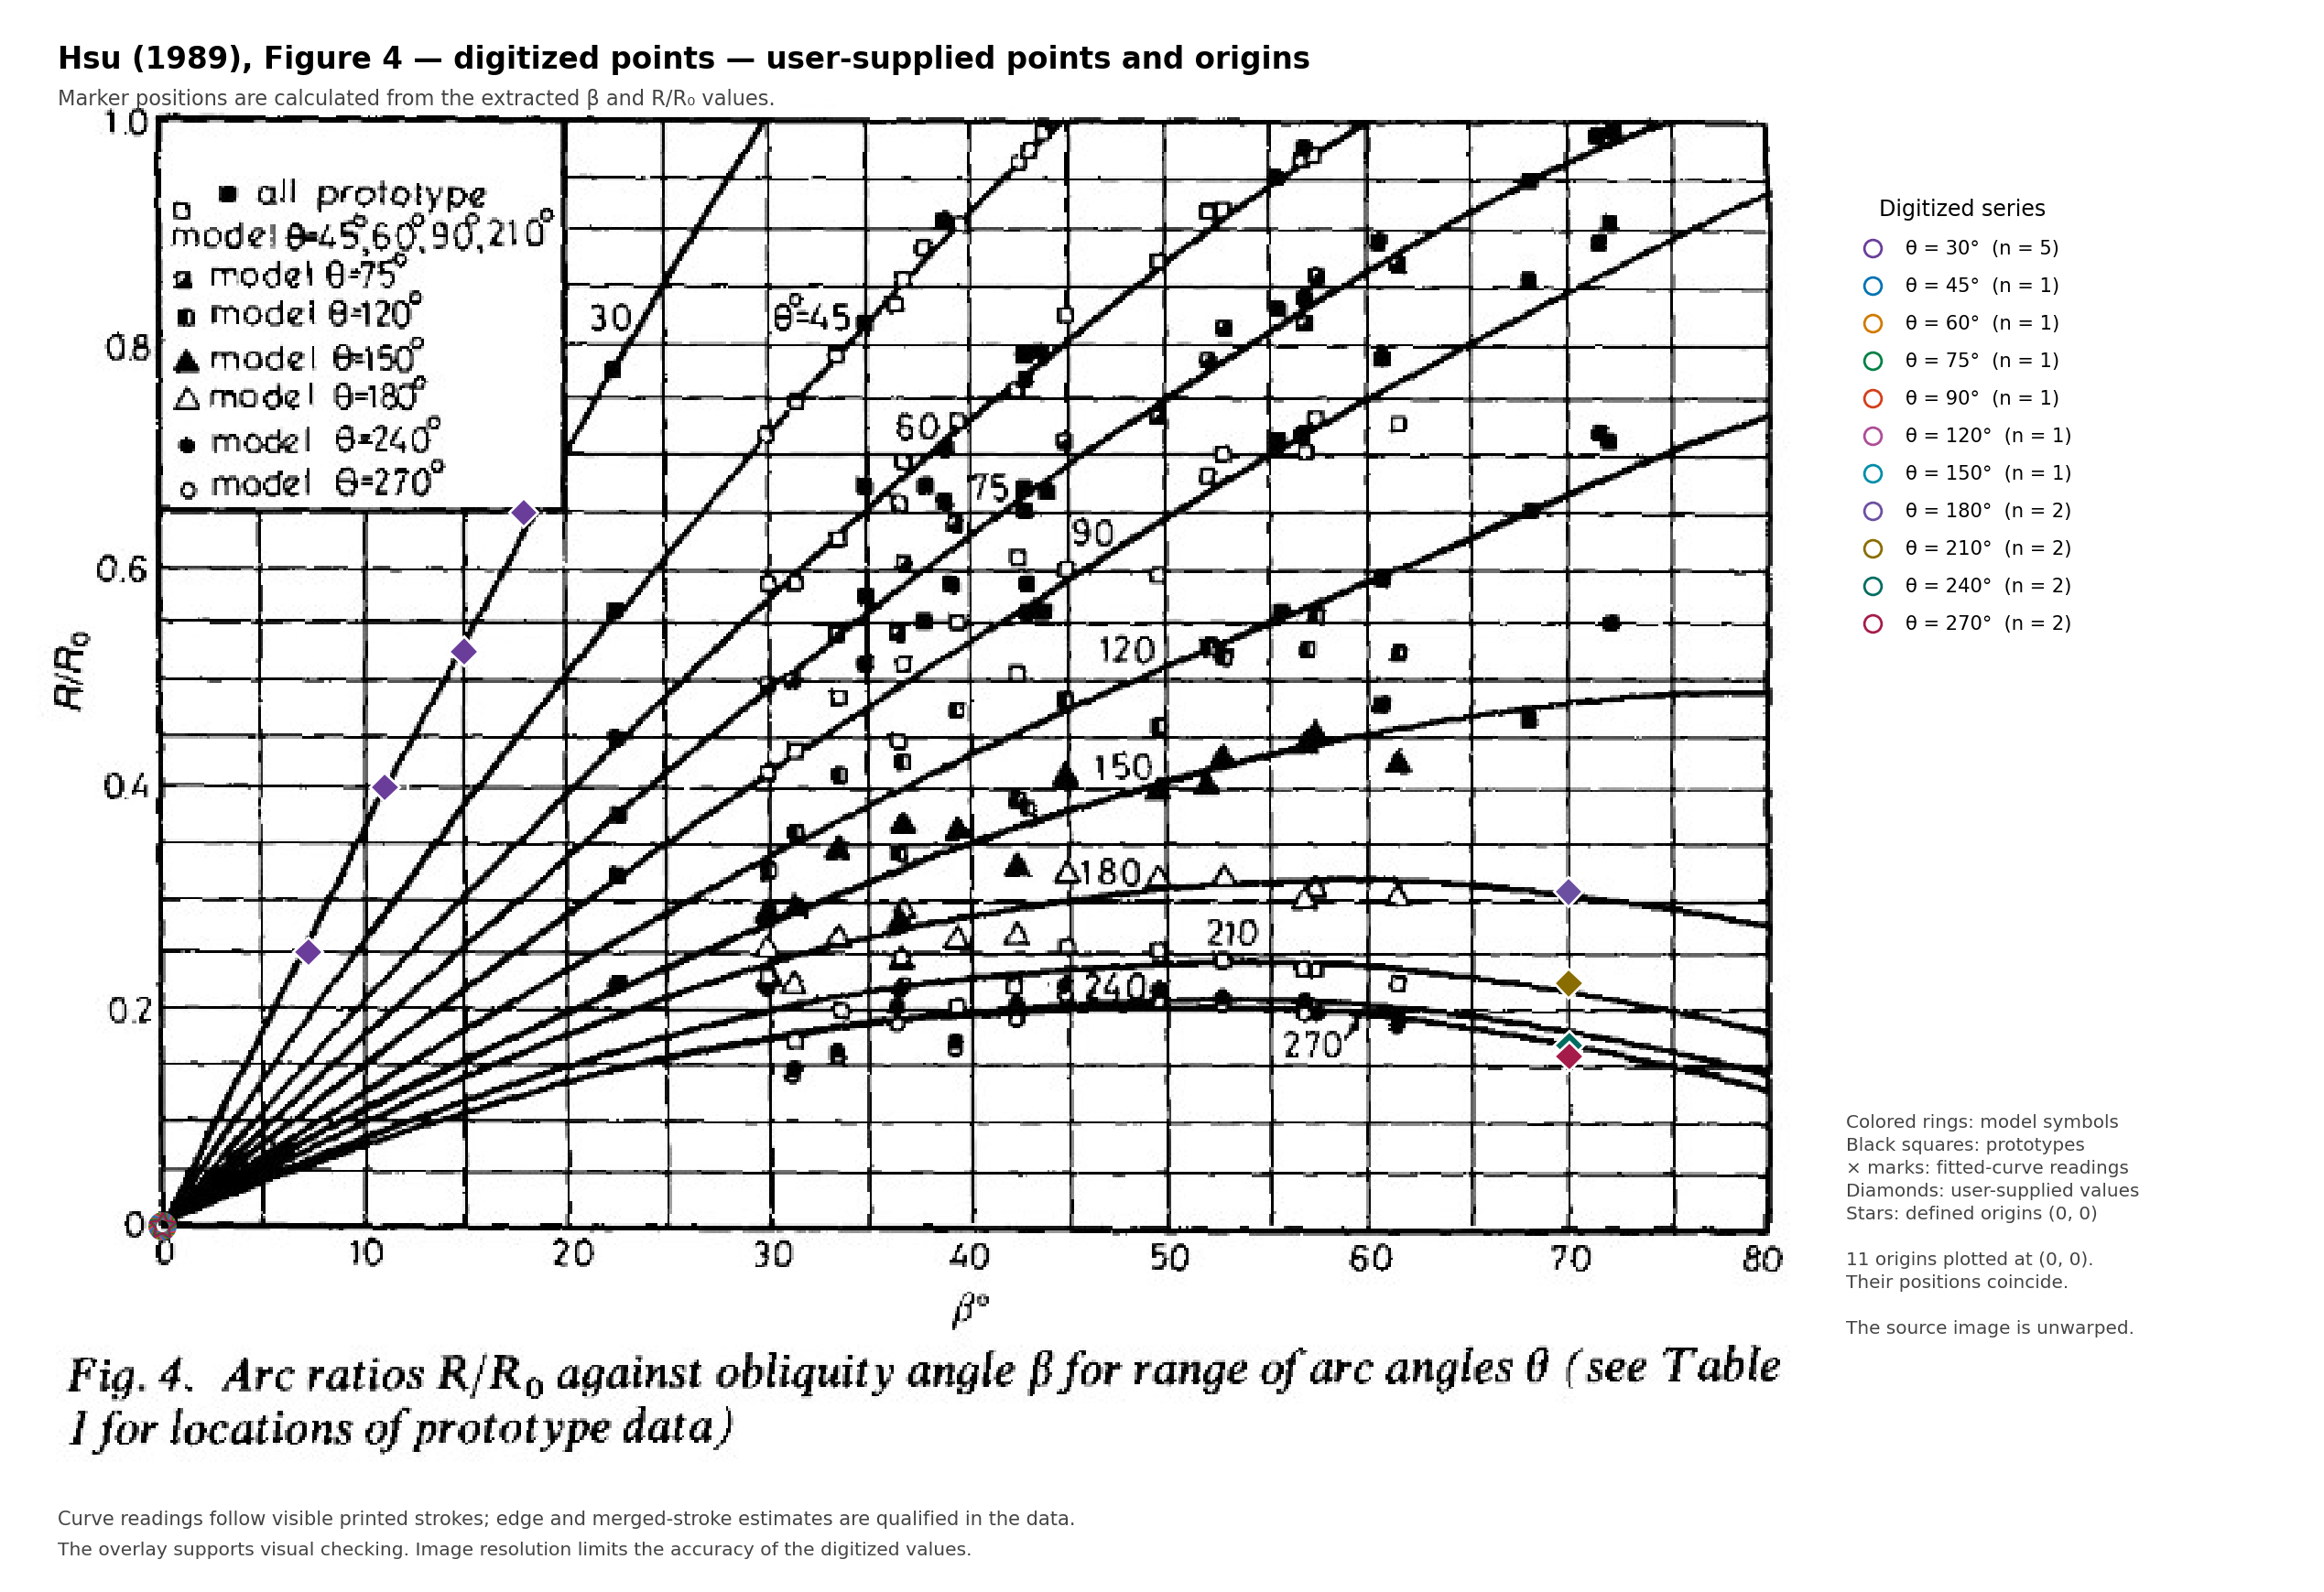 Hsu (1989), Figure 4 — digitized points — user-supplied points and origins
Marker positions are calculated from the extracted β and R/R₀ values.
1.0
0.8
0.6
0.4
0.2
0
R/R₀
■ all prototype
□
model θ=45°,60°,90°,210°
model θ=75°
model θ=120°
▲ model θ=150°
△ model θ=180°
● model θ=240°
○ model θ=270°
30
θ°=45
60
75
90
120
150
180
210
240
270
0 10 20 30 40 50 60 70 80
β°
Fig. 4. Arc ratios R/R₀ against obliquity angle β for range of arc angles θ (see Table
1 for locations of prototype data)
Digitized series
θ = 30° (n = 5)
θ = 45° (n = 1)
θ = 60° (n = 1)
θ = 75° (n = 1)
θ = 90° (n = 1)
θ = 120° (n = 1)
θ = 150° (n = 1)
θ = 180° (n = 2)
θ = 210° (n = 2)
θ = 240° (n = 2)
θ = 270° (n = 2)
Colored rings: model symbols
Black squares: prototypes
× marks: fitted-curve readings
Diamonds: user-supplied values
Stars: defined origins (0, 0)
11 origins plotted at (0, 0).
Their positions coincide.
The source image is unwarped.
Curve readings follow visible printed strokes; edge and merged-stroke estimates are qualified in the data.
The overlay supports visual checking. Image resolution limits the accuracy of the digitized values.